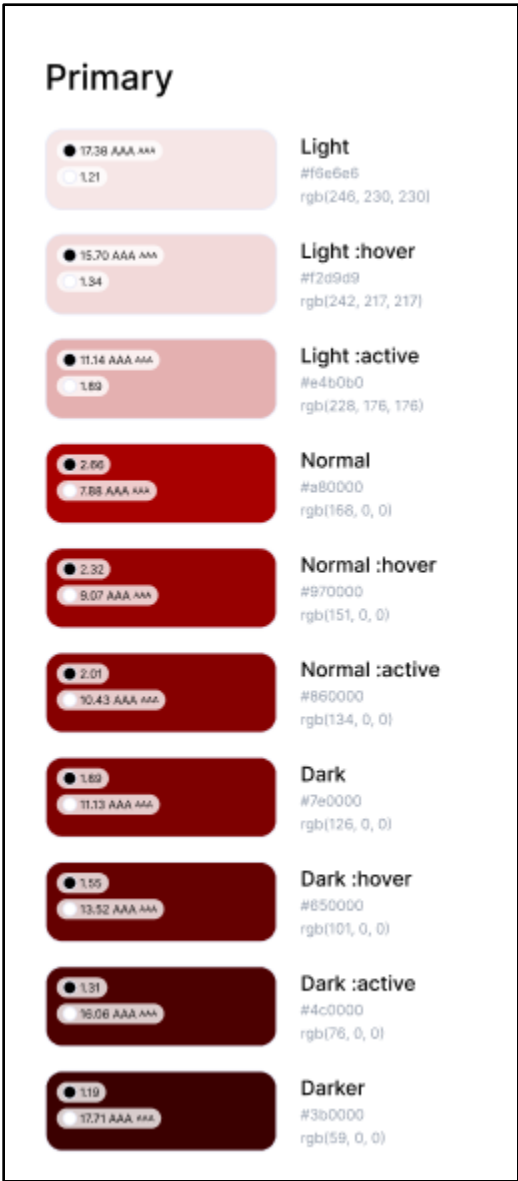 Primary
17.38 AAA AAA
1.21
Light
#f6e6e6
rgb(246, 230, 230)
15.70 AAA AAA
1.34
Light :hover
#f2d9d9
rgb(242, 217, 217)
11.14 AAA AAA
1.89
Light :active
#e4b0b0
rgb(228, 176, 176)
2.66
7.88 AAA AAA
Normal
#a80000
rgb(168, 0, 0)
2.32
9.07 AAA AAA
Normal :hover
#970000
rgb(151, 0, 0)
2.01
10.43 AAA AAA
Normal :active
#860000
rgb(134, 0, 0)
1.89
11.13 AAA AAA
Dark
#7e0000
rgb(126, 0, 0)
1.55
13.52 AAA AAA
Dark :hover
#650000
rgb(101, 0, 0)
1.31
16.06 AAA AAA
Dark :active
#4c0000
rgb(76, 0, 0)
1.19
17.71 AAA AAA
Darker
#3b0000
rgb(59, 0, 0)